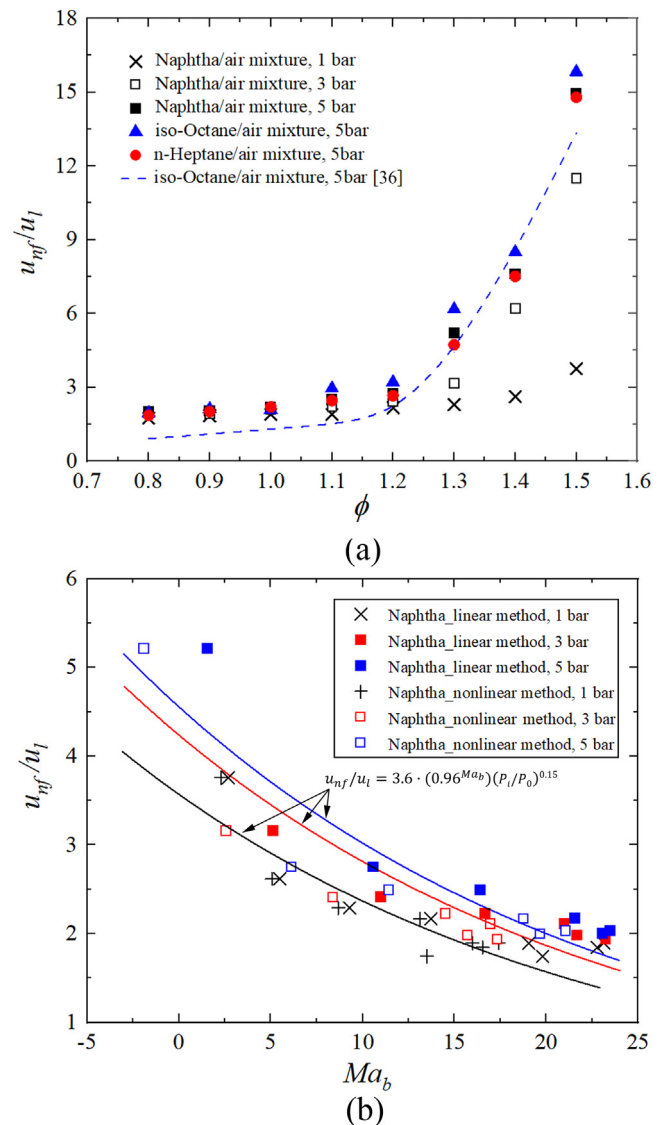 18
15
12
9
6
3
0
u_nf/u_l
× Naphtha/air mixture, 1 bar
□ Naphtha/air mixture, 3 bar
■ Naphtha/air mixture, 5 bar
▲ iso-Octane/air mixture, 5bar
● n-Heptane/air mixture, 5bar
iso-Octane/air mixture, 5bar [36]
0.7 0.8 0.9 1.0 1.1 1.2 1.3 1.4 1.5 1.6
ϕ
(a)
6
5
4
3
2
1
u_nf/u_l
× Naphtha_linear method, 1 bar
■ Naphtha_linear method, 3 bar
■ Naphtha_linear method, 5 bar
+ Naphtha_nonlinear method, 1 bar
□ Naphtha_nonlinear method, 3 bar
□ Naphtha_nonlinear method, 5 bar
u_nf/u_l = 3.6 · (0.96^{Ma_b})(P_i/P_0)^{0.15}
-5 0 5 10 15 20 25
Ma_b
(b)